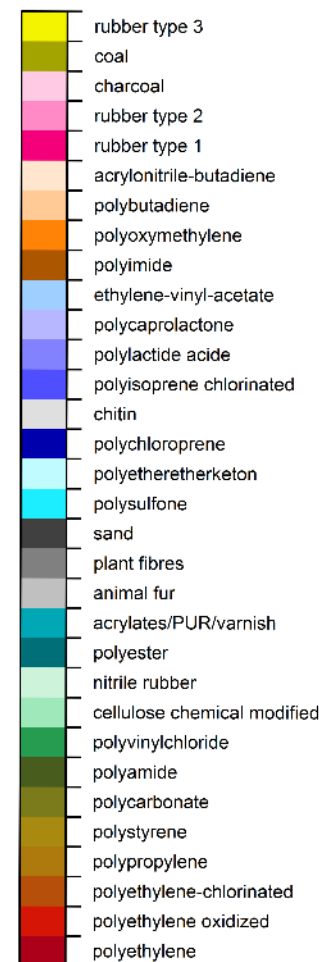 rubber type 3
coal
charcoal
rubber type 2
rubber type 1
acrylonitrile-butadiene
polybutadiene
polyoxymethylene
polyimide
ethylene-vinyl-acetate
polycaprolactone
polylactide acide
polyisoprene chlorinated
chitin
polychloroprene
polyetheretherketon
polysulfone
sand
plant fibres
animal fur
acrylates/PUR/varnish
polyester
nitrile rubber
cellulose chemical modified
polyvinylchloride
polyamide
polycarbonate
polystyrene
polypropylene
polyethylene-chlorinated
polyethylene oxidized
polyethylene